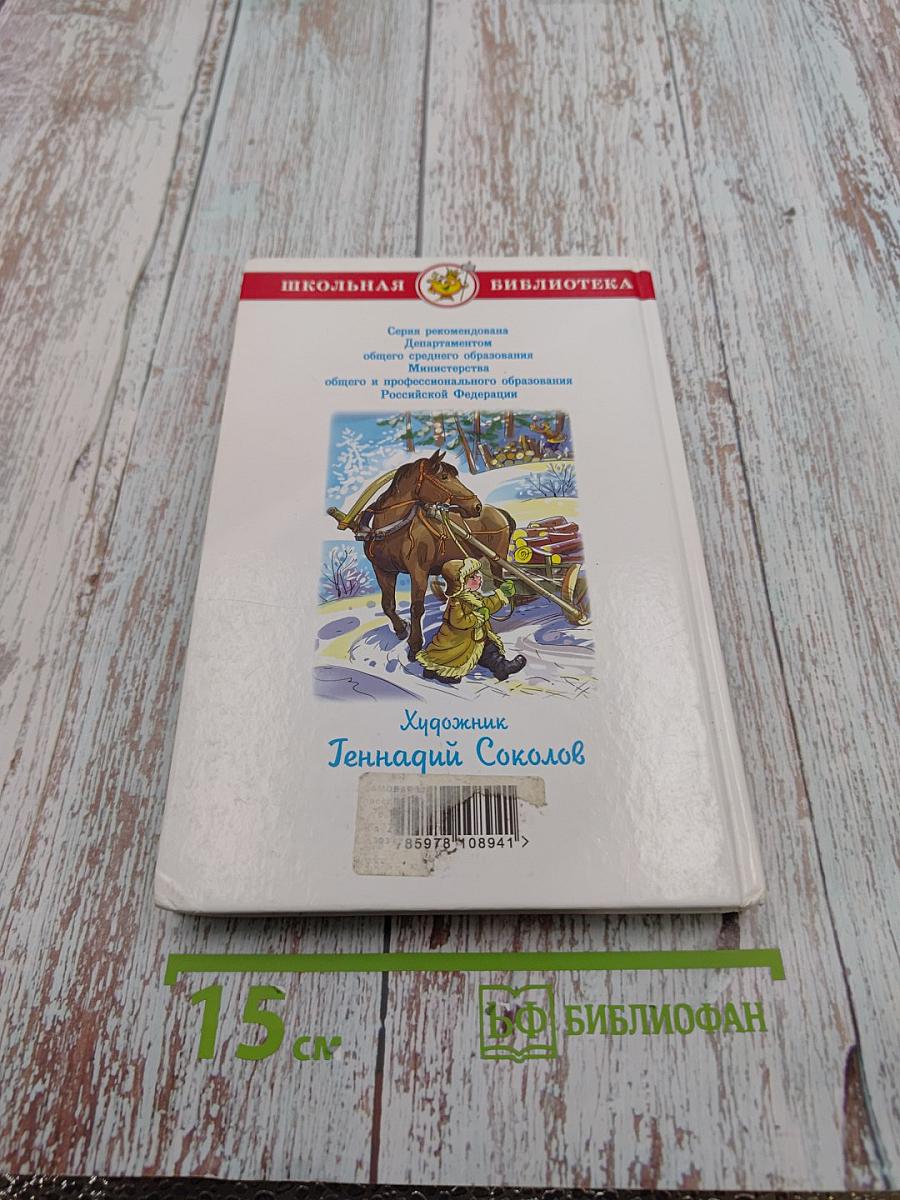 ШКОЛЬНАЯ БИБЛИОТЕКА
Серия рекомендована
Департаментом
общего среднего образования
Министерства
общего и профессионального образования
Российской Федерации
Художник
Геннадий Соколов
785978 108941 >
15 см
БФ БИБЛИОФАН